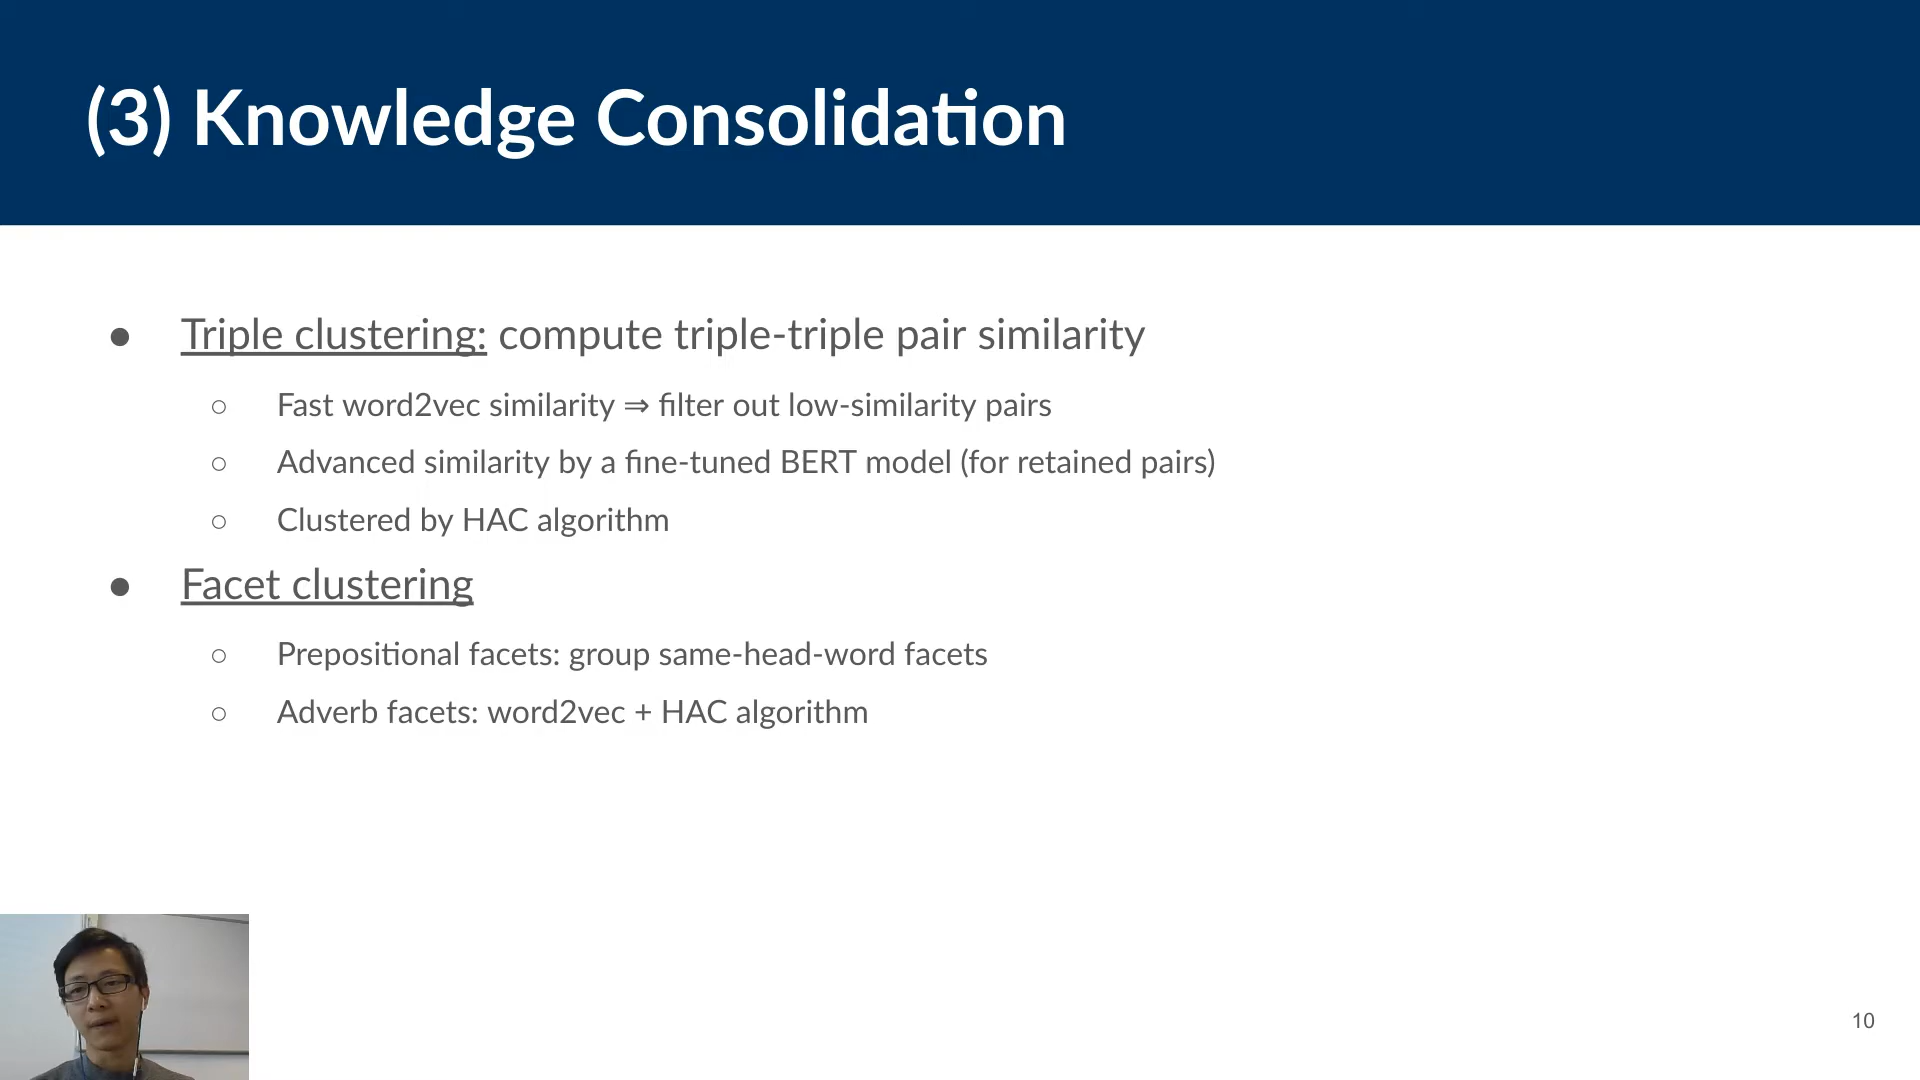 (3) Knowledge Consolidation
● Triple clustering: compute triple-triple pair similarity
○ Fast word2vec similarity ⇒ filter out low-similarity pairs
○ Advanced similarity by a fine-tuned BERT model (for retained pairs)
○ Clustered by HAC algorithm
● Facet clustering
○ Prepositional facets: group same-head-word facets
○ Adverb facets: word2vec + HAC algorithm
10